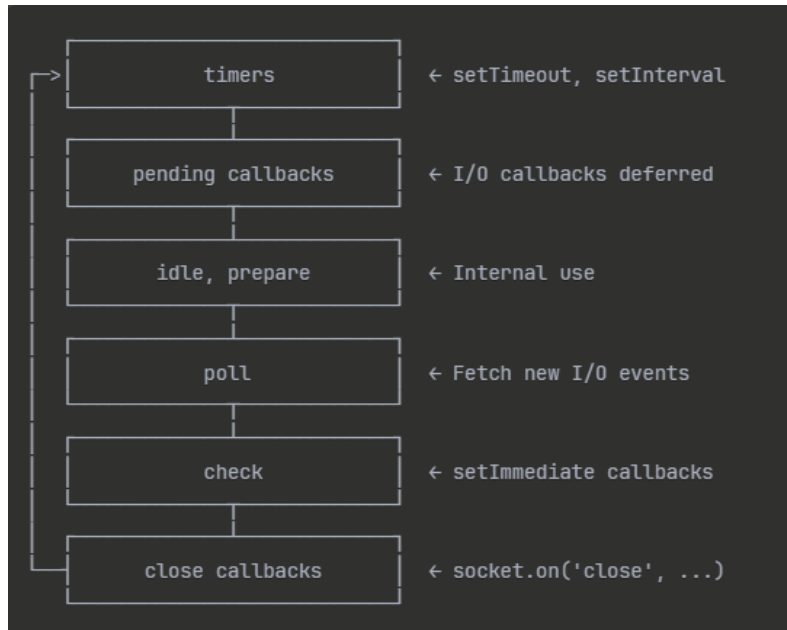 timers ← setTimeout, setInterval
pending callbacks ← I/O callbacks deferred
idle, prepare ← Internal use
poll ← Fetch new I/O events
check ← setImmediate callbacks
close callbacks ← socket.on('close', ...)